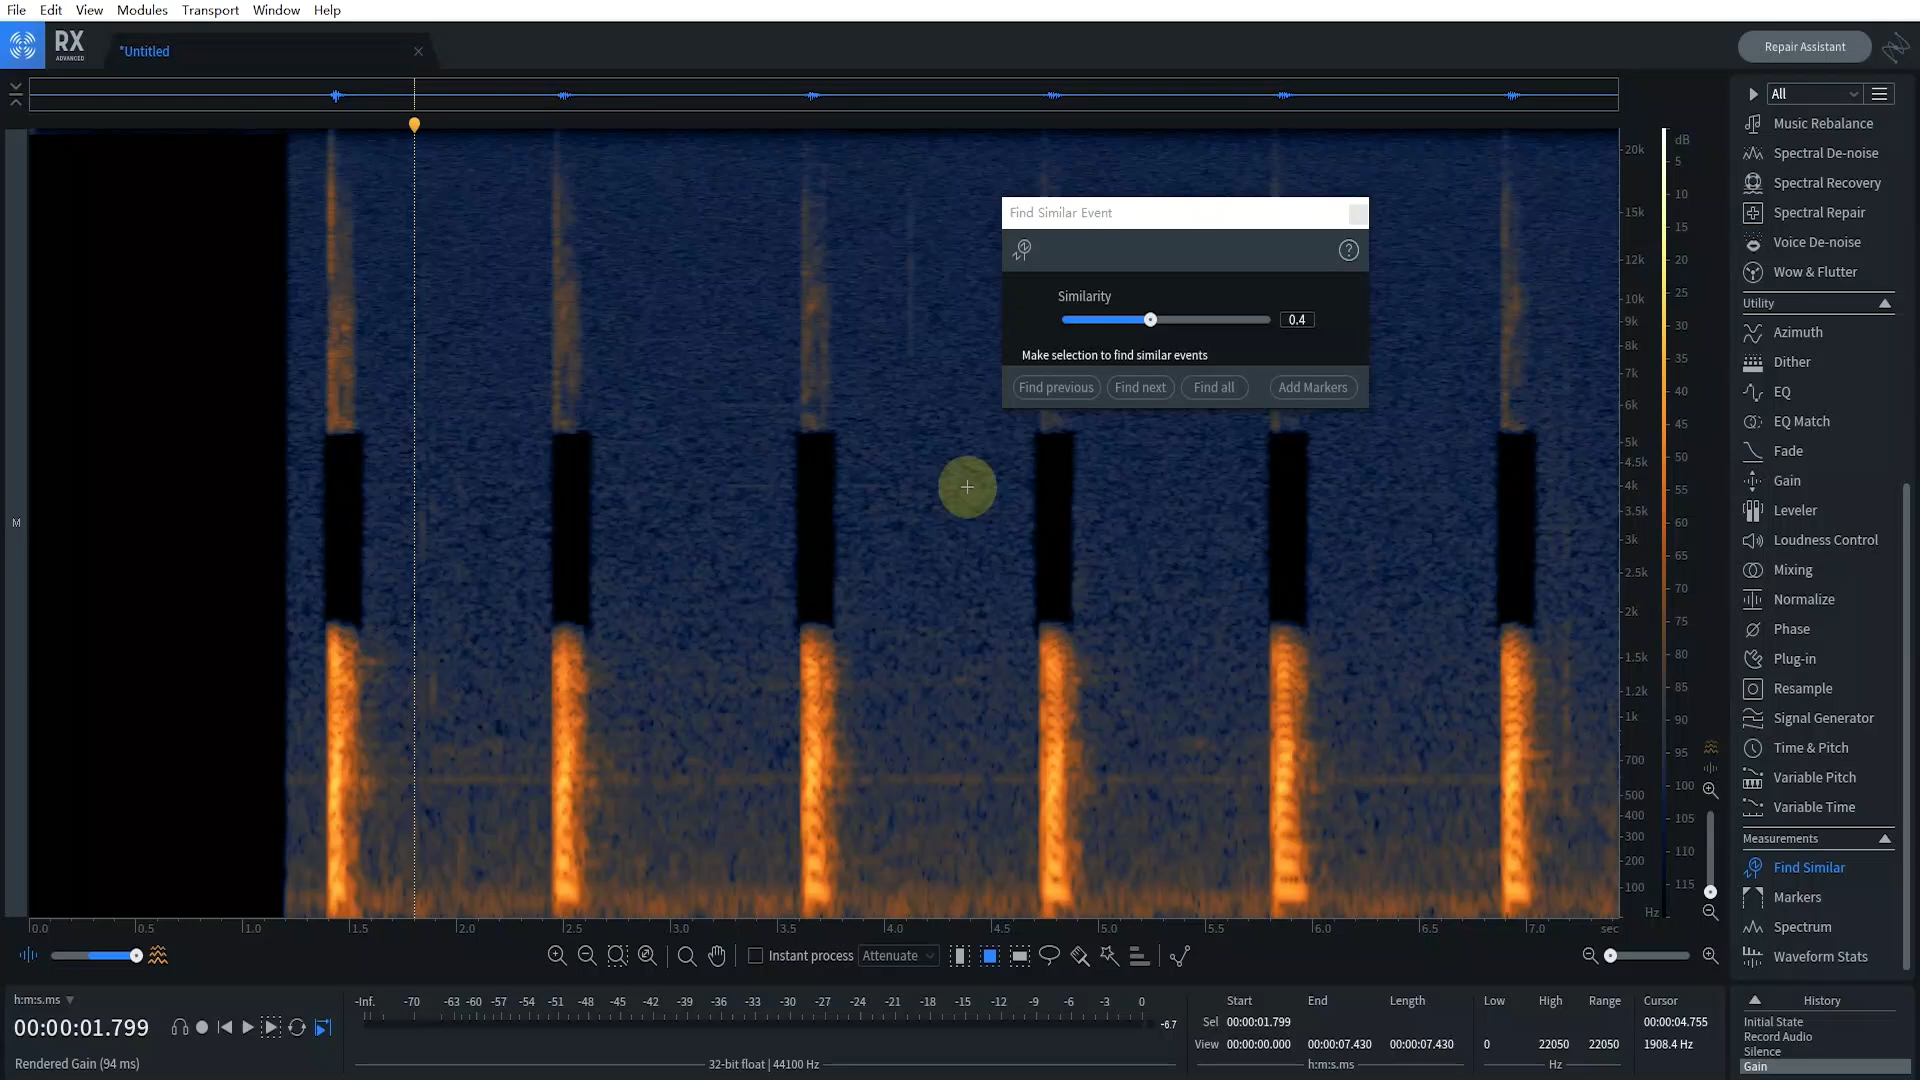 File Edit View Modules Transport Window Help
RX
ADVANCED
*Untitled
Repair Assistant
All
Music Rebalance
Spectral De-noise
Spectral Recovery
Spectral Repair
Voice De-noise
Wow & Flutter
Utility
Azimuth
Dither
EQ
EQ Match
Fade
Gain
Leveler
Loudness Control
Mixing
Normalize
Phase
Plug-in
Resample
Signal Generator
Time & Pitch
Variable Pitch
Variable Time
Measurements
Find Similar
Markers
Spectrum
Waveform Stats
Find Similar Event
?
Similarity
0.4
Make selection to find similar events
Find previous Find next Find all Add Markers
M
20k
15k
12k
10k
9k
8k
7k
6k
5k
4.5k
4k
3.5k
3k
2.5k
2k
1.5k
1.2k
1k
700
500
400
300
200
100
Hz
dB
5
10
15
20
25
30
35
40
45
50
55
60
65
70
75
80
85
90
95
100
105
110
115
0.0 0.5 1.0 1.5 2.0 2.5 3.0 3.5 4.0 4.5 5.0 5.5 6.0 6.5 7.0 sec
Instant process Attenuate
h:m:s.ms
00:00:01.799
Rendered Gain (94 ms)
-Inf. -70 -63 -60 -57 -54 -51 -48 -45 -42 -39 -36 -33 -30 -27 -24 -21 -18 -15 -12 -9 -6 -3 0
-6.7
32-bit float | 44100 Hz
Start End Length
Sel 00:00:01.799
View 00:00:00.000 00:00:07.430 00:00:07.430
h:m:s.ms
Low High Range
0 22050 22050
Hz
Cursor
00:00:04.755
1908.4 Hz
History
Initial State
Record Audio
Silence
Gain